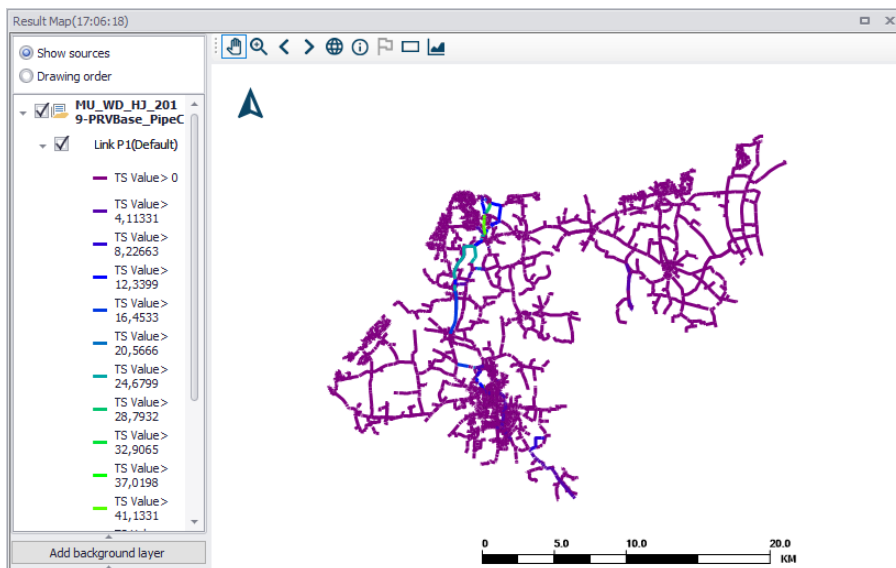 Result Map(17:06:18)
Show sources
Drawing order
MU_WD_HJ_201
9-PRVBase_PipeC
Link P1(Default)
TS Value> 0
TS Value>
4,11331
TS Value>
8,22663
TS Value>
12,3399
TS Value>
16,4533
TS Value>
20,5666
TS Value>
24,6799
TS Value>
28,7932
TS Value>
32,9065
TS Value>
37,0198
TS Value>
41,1331
Add background layer
0 5.0 10.0 20.0
KM